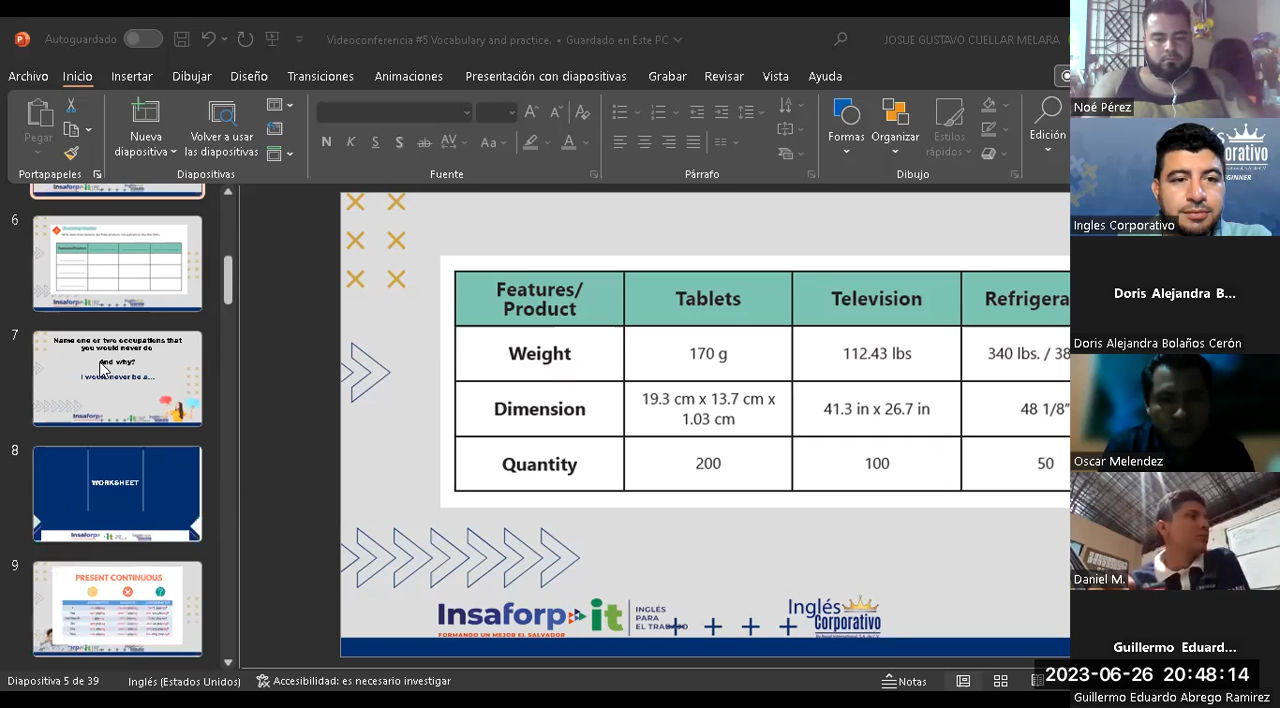 Autoguardado
Videoconferencia #5 Vocabulary and practice. • Guardado en Este PC
JOSUE GUSTAVO CUELLAR MELARA
Archivo Inicio Insertar Dibujar Diseño Transiciones Animaciones Presentación con diapositivas Grabar Revisar Vista Ayuda
Pegar
Nueva diapositiva
Volver a usar las diapositivas
Formas
Organizar
Estilos rápidos
Edición
N K S S ab AV Aa A
Portapapeles Diapositivas Fuente Párrafo Dibujo
6
7
Name one or two occupations that
you would never do
And why?
I would never be a...
8
WORKSHEET
9
PRESENT CONTINUOUS
Features/
Product
Tablets
Television
Refrigera
Weight
170 g
112.43 lbs
340 lbs. / 38
Dimension
19.3 cm x 13.7 cm x
1.03 cm
41.3 in x 26.7 in
48 1/8”
Quantity
200
100
50
Insaforp it
FORMANDO UN MEJOR EL SALVADOR
INGLÉS
PARA
EL TRABAJO
Inglés
Corporativo
Diapositiva 5 de 39
Inglés (Estados Unidos)
Accesibilidad: es necesario investigar
Notas
Noé Pérez
Ingles Corporativo
Doris Alejandra B...
Doris Alejandra Bolaños Cerón
Oscar Melendez
Daniel M.
Guillermo Eduard...
2023-06-26 20:48:14
Guillermo Eduardo Abrego Ramirez